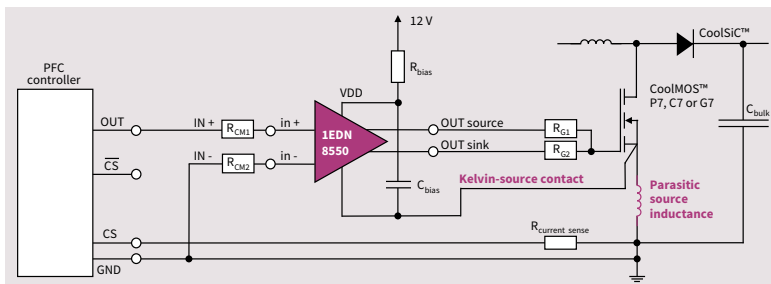 12 V
CoolSiC™
PFC
controller
R_bias
VDD
CoolMOS™
P7, C7 or G7
C_bulk
OUT
IN +
R_CM1
in +
1EDN
8550
OUT source
R_G1
IN -
R_CM2
in -
OUT sink
R_G2
C̅S̅
Kelvin-source contact
C_bias
Parasitic
source
inductance
CS
R_current sense
GND